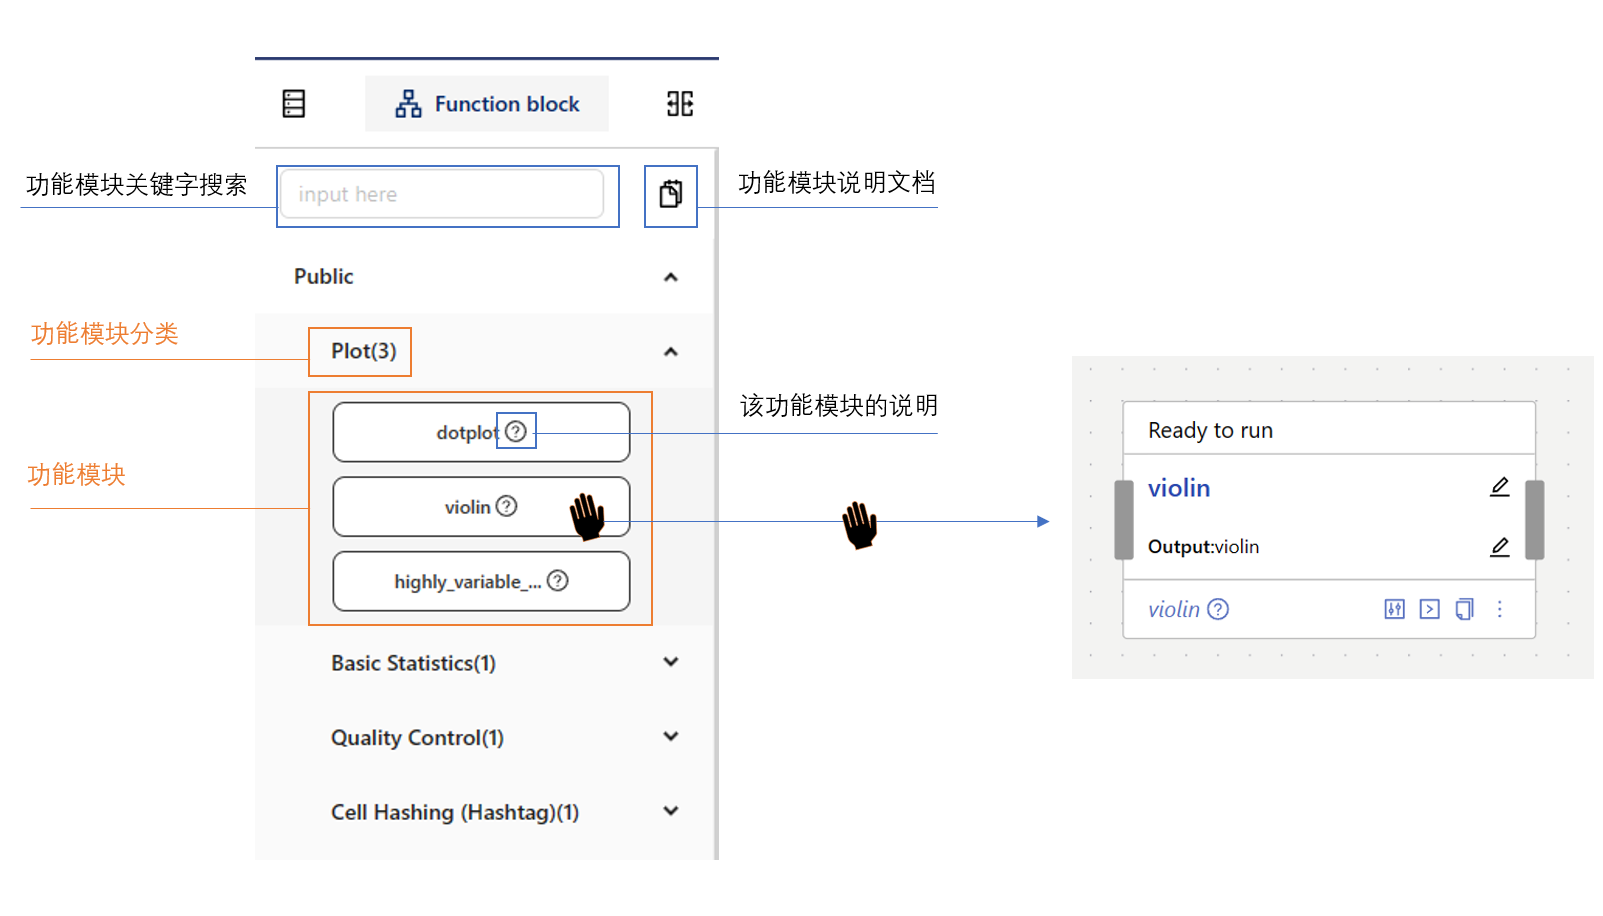 Function block
功能模块关键字搜索
input here
功能模块说明文档
Public
功能模块分类
Plot(3)
该功能模块的说明
dotplot
功能模块
violin
highly_variable_...
Basic Statistics(1)
Quality Control(1)
Cell Hashing (Hashtag)(1)
Ready to run
violin
Output:violin
violin